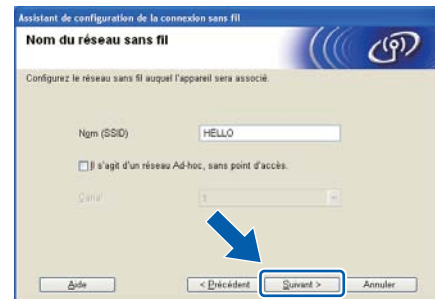 Assistant de configuration de la connexion sans fil
Nom du réseau sans fil
Configurez le réseau sans fil auquel l'appareil sera associé.
Nom (SSID) HELLO
Il s'agit d'un réseau Ad-hoc, sans point d'accès.
Canal 1
Aide < Précédent Suivant > Annuler